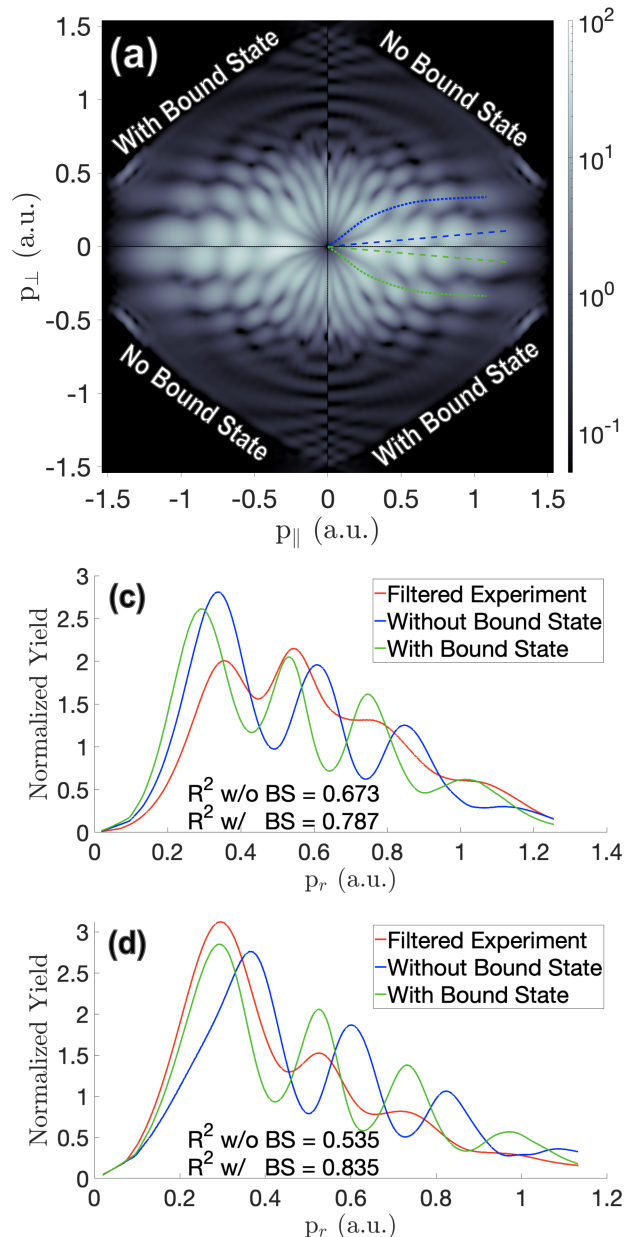 (a)
With Bound State
No Bound State
No Bound State
With Bound State
1.5
1
0.5
0
-0.5
-1
-1.5
p⊥ (a.u.)
-1.5 -1 -0.5 0 0.5 1 1.5
p∥ (a.u.)
10²
10¹
10⁰
10⁻¹
(c)
Filtered Experiment
Without Bound State
With Bound State
3
2.5
2
1.5
1
0.5
0
Normalized Yield
R² w/o BS = 0.673
R² w/ BS = 0.787
0 0.2 0.4 0.6 0.8 1 1.2 1.4
pᵣ (a.u.)
(d)
Filtered Experiment
Without Bound State
With Bound State
3
2.5
2
1.5
1
0.5
0
Normalized Yield
R² w/o BS = 0.535
R² w/ BS = 0.835
0 0.2 0.4 0.6 0.8 1 1.2
pᵣ (a.u.)